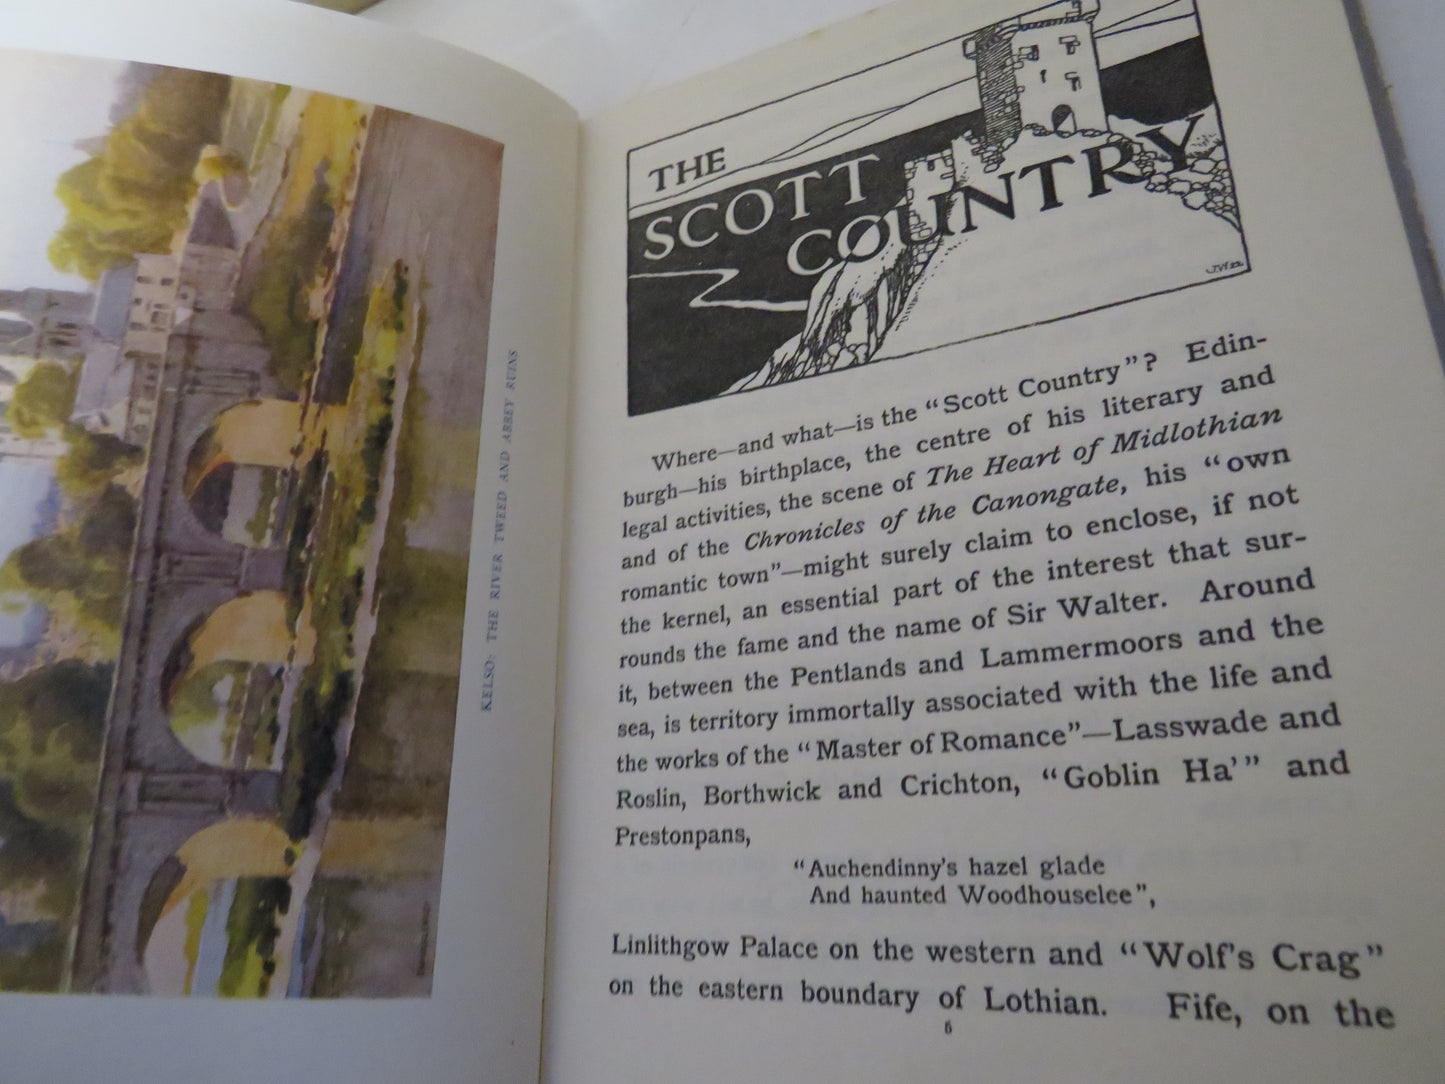 KELSO: THE RIVER TWEED AND ABBEY RUINS
THE
SCOTT
COUNTRY
Where—and what—is the “Scott Country”? Edin-
burgh—his birthplace, the centre of his literary and
legal activities, the scene of The Heart of Midlothian
and of the Chronicles of the Canongate, his “own
romantic town”—might surely claim to enclose, if not
the kernel, an essential part of the interest that sur-
rounds the fame and the name of Sir Walter. Around
it, between the Pentlands and Lammermoors and the
sea, is territory immortally associated with the life and
the works of the “Master of Romance”—Lasswade and
Roslin, Borthwick and Crichton, “Goblin Ha’” and
Prestonpans,
“Auchendinny’s hazel glade
And haunted Woodhouselee”,
Linlithgow Palace on the western and “Wolf’s Crag”
on the eastern boundary of Lothian. Fife, on the